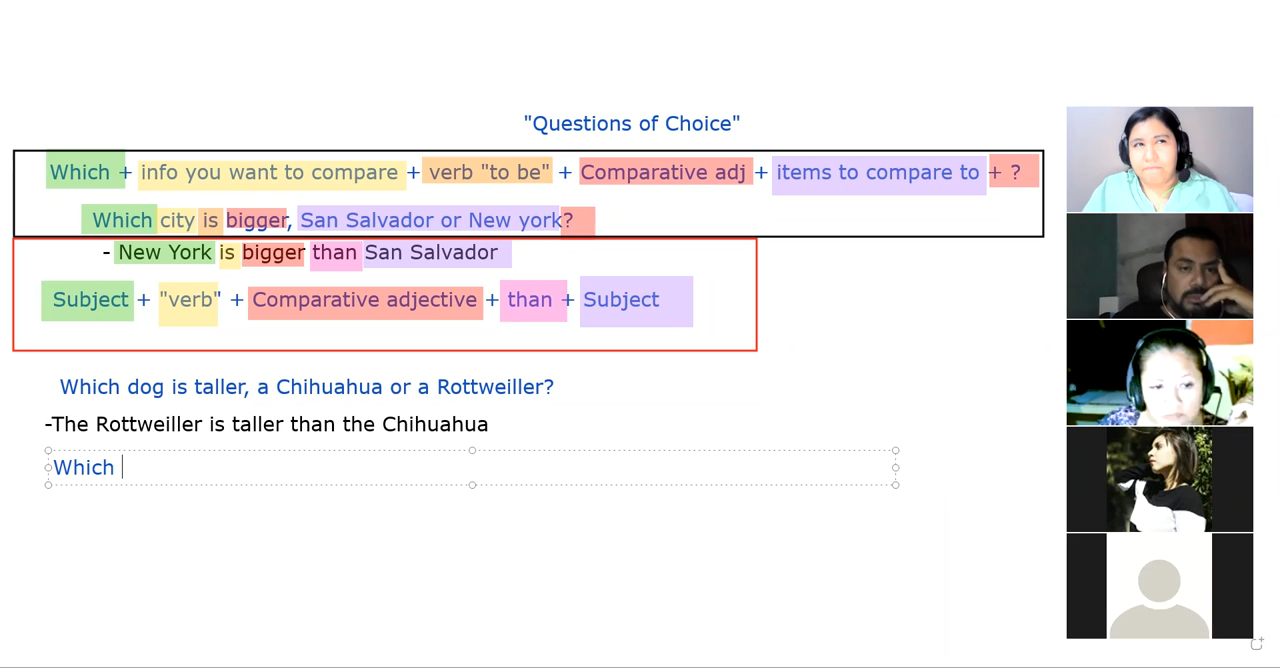 "Questions of Choice"
Which + info you want to compare + verb "to be" + Comparative adj + items to compare to + ?
Which city is bigger, San Salvador or New york?
- New York is bigger than San Salvador
Subject + "verb" + Comparative adjective + than + Subject
Which dog is taller, a Chihuahua or a Rottweiller?
-The Rottweiller is taller than the Chihuahua
Which